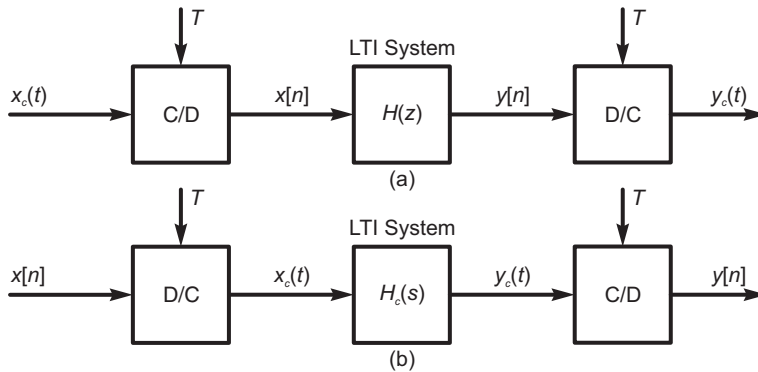 T T
LTI System
x_c(t) C/D x[n] H(z) y[n] D/C y_c(t)
(a)
T T
LTI System
x[n] D/C x_c(t) H_c(s) y_c(t) C/D y[n]
(b)